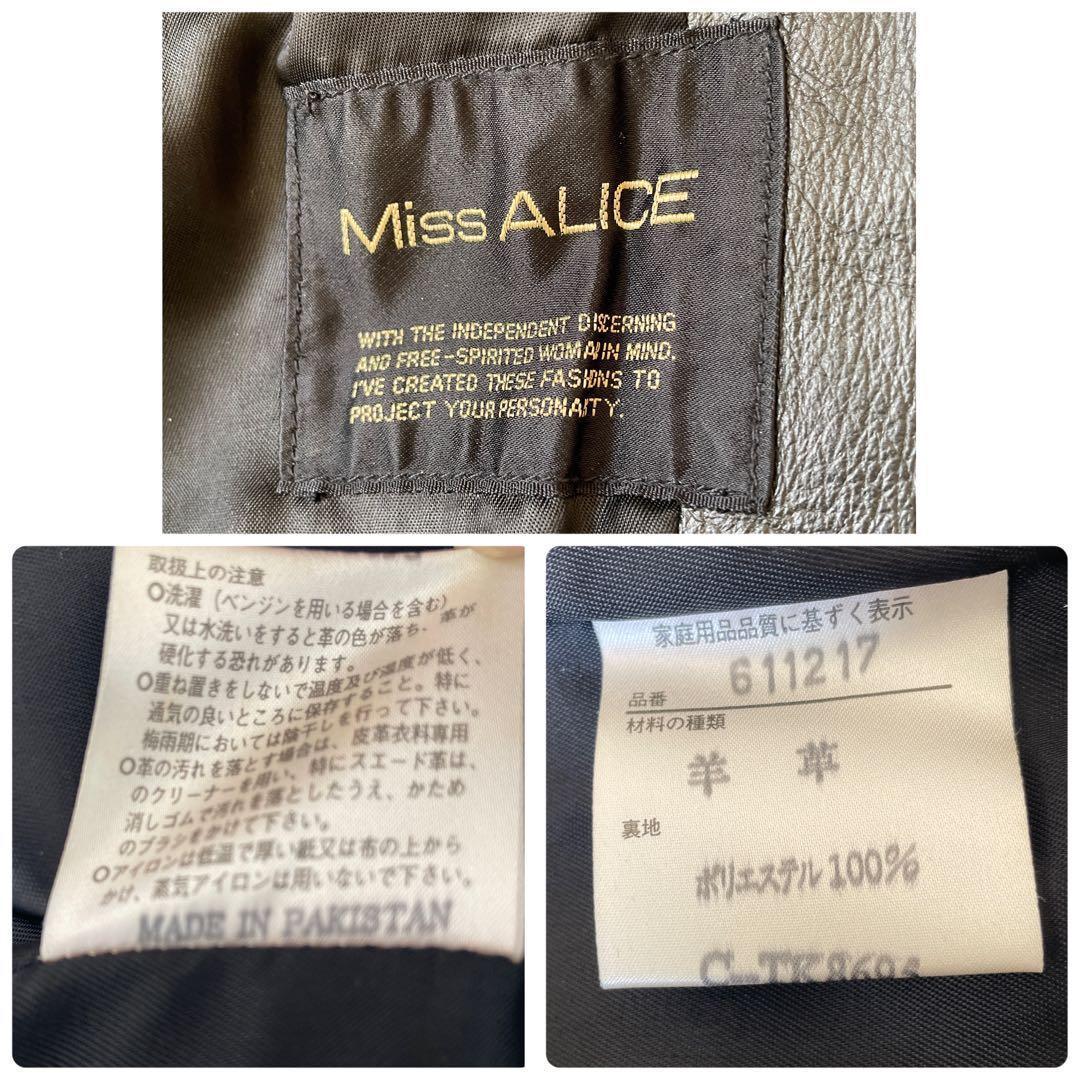 Miss ALICE
WITH THE INDEPENDENT DISCERNING
AND FREE-SPIRITED WOMAN IN MIND.
I'VE CREATED THESE FASIONS TO
PROJECT YOUR PERSONAITY.
取扱上の注意
○洗濯(ベンジンを用いる場合を含む)
又は水洗いをすると革の色が落ち、革が
硬化する恐れがあります。
○重ね置きをしないで温度及び湿度が低く、
通気の良いところに保存すること。特に
梅雨期においては陰干しを行って下さい。
○革の汚れを落とす場合は、皮革衣料専用
のクリーナーを用い、特にスエード革は、
消しゴムで汚れを落としたうえ、かため
のブラシをかけて下さい。
○アイロンは低温で厚い紙又は布の上から
かけ、蒸気アイロンは用いないで下さい。
MADE IN PAKISTAN
家庭用品品質に基ずく表示
品番 611217
材料の種類
羊 革
裏地
ポリエステル100%